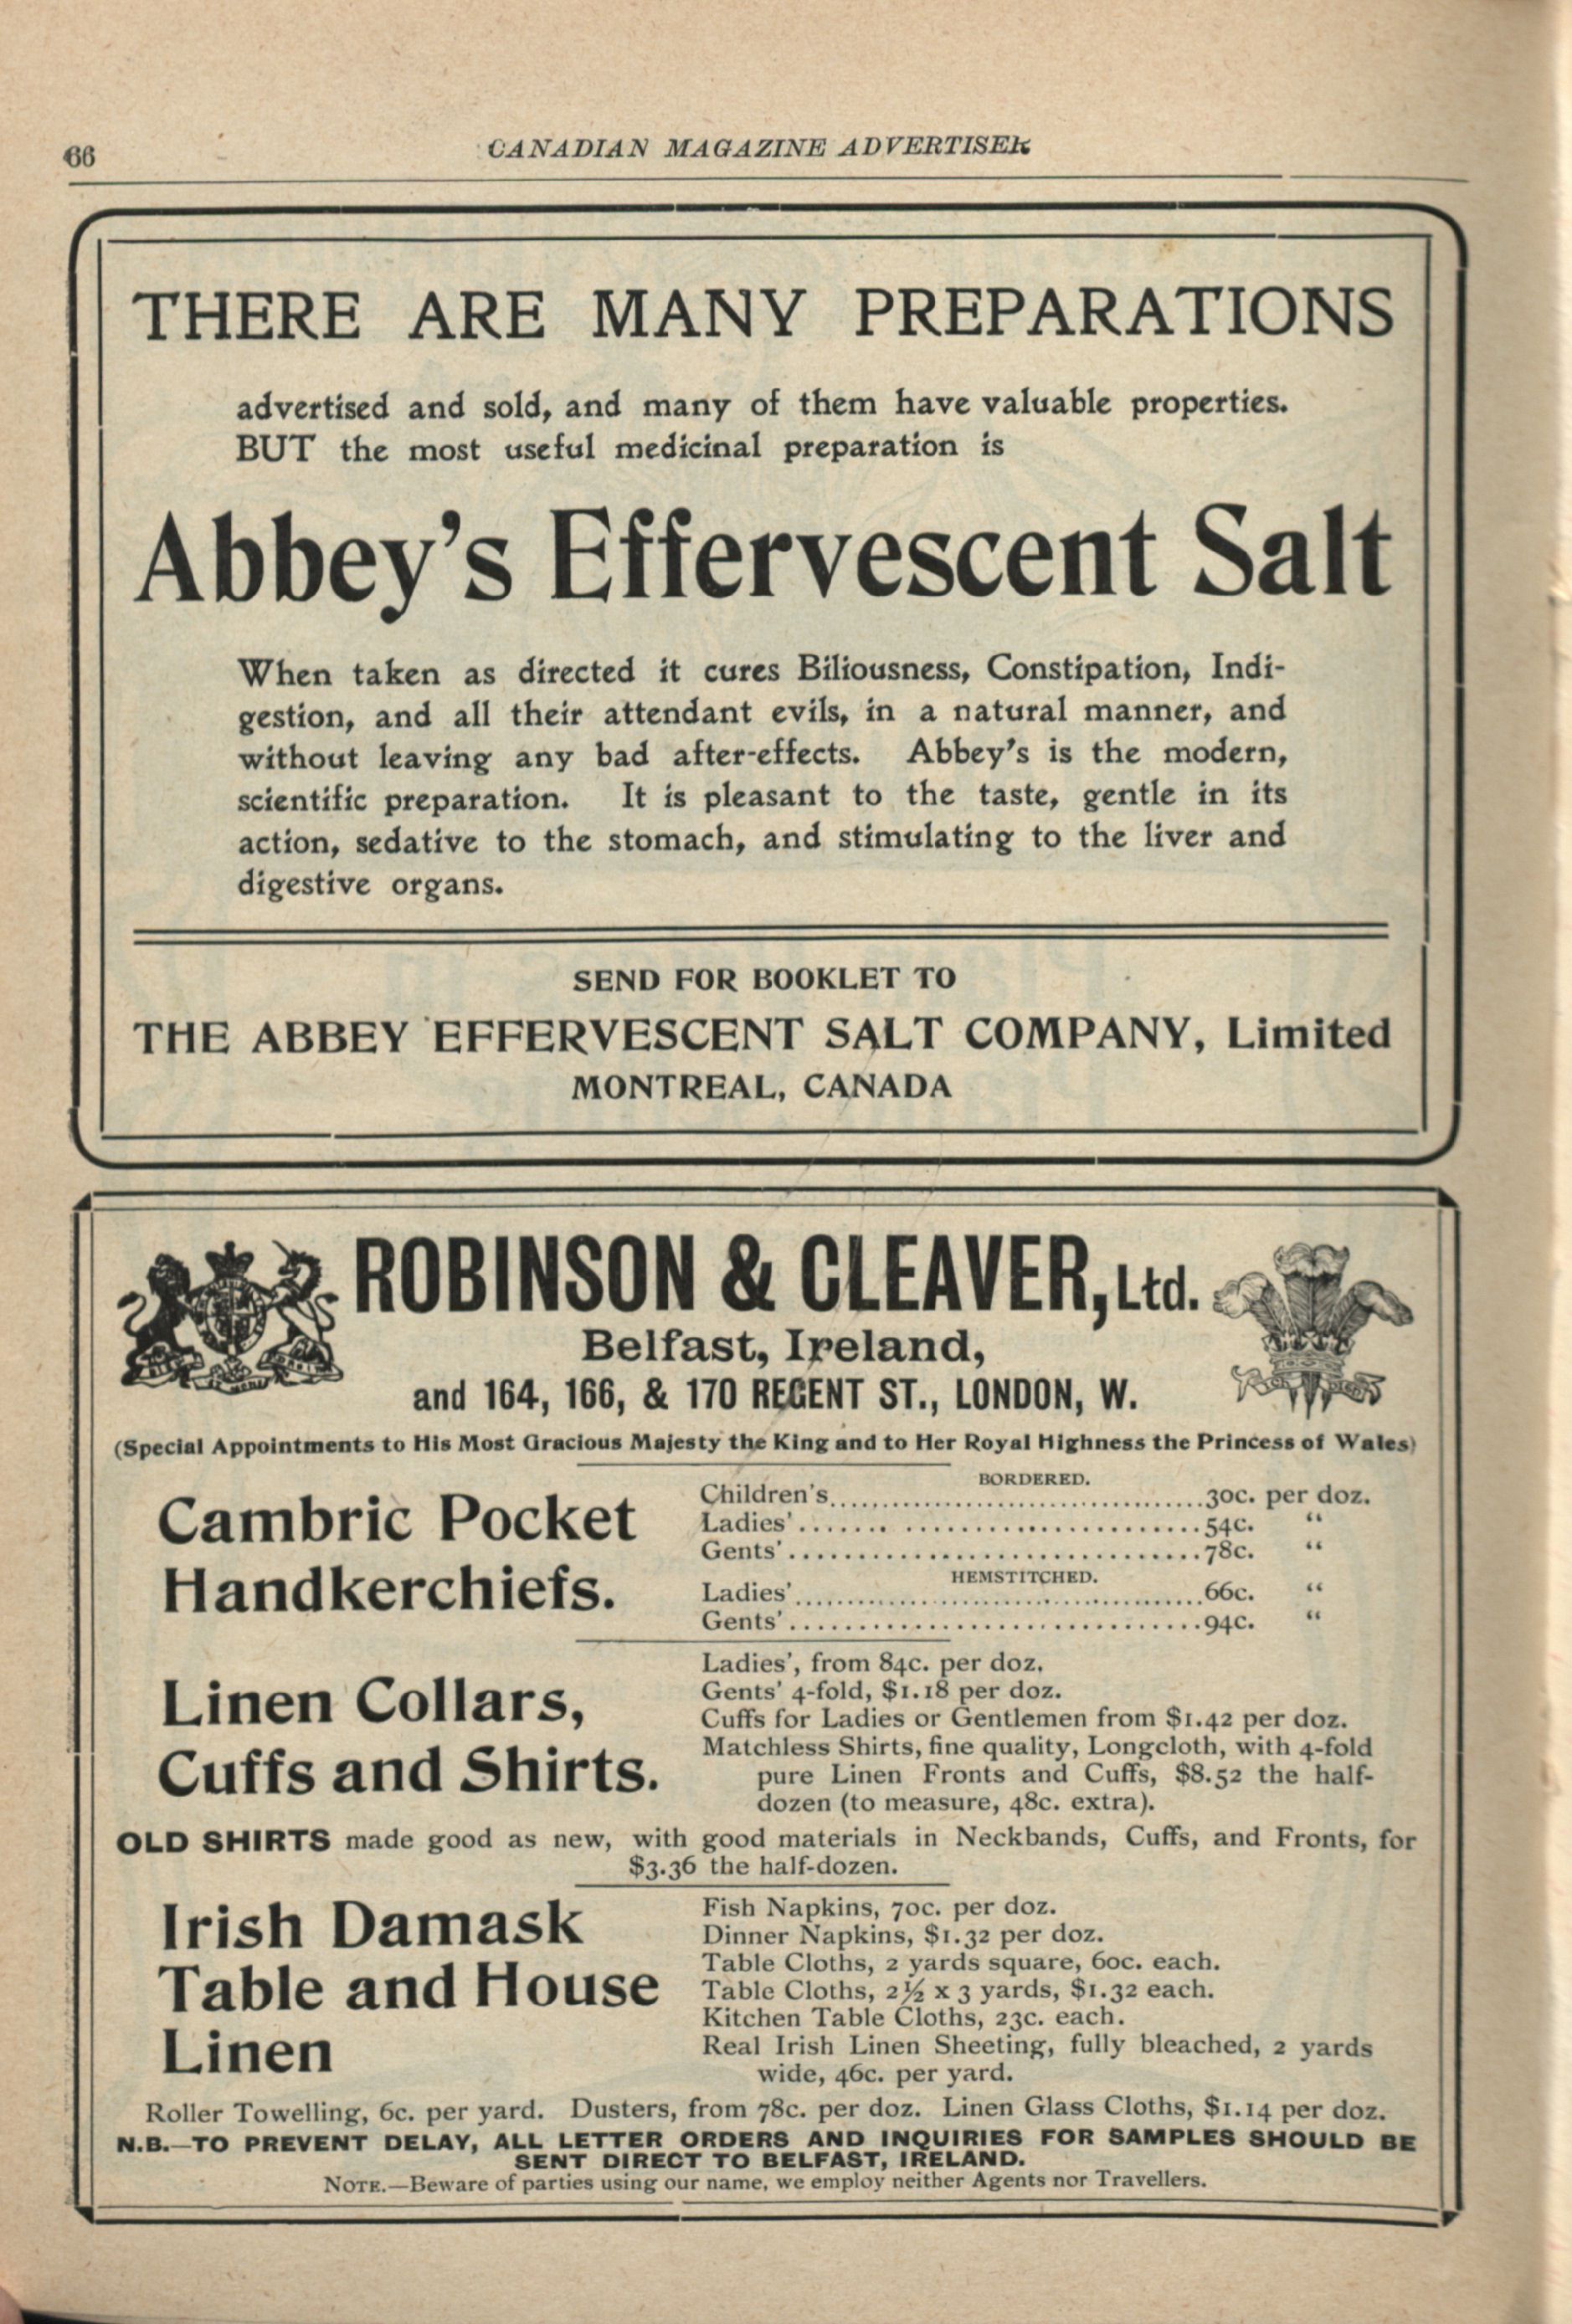 66
CANADIAN MAGAZINE ADVERTISER
THERE ARE MANY PREPARATIONS
advertised and sold, and many of them have valuable properties.
BUT the most useful medicinal preparation is
Abbey's Effervescent Salt
When taken as directed it cures Biliousness, Constipation, Indi-
gestion, and all their attendant evils, in a natural manner, and
without leaving any bad after-effects. Abbey's is the modern,
scientific preparation. It is pleasant to the taste, gentle in its
action, sedative to the stomach, and stimulating to the liver and
digestive organs.
SEND FOR BOOKLET TO
THE ABBEY EFFERVESCENT SALT COMPANY, Limited
MONTREAL, CANADA
ROBINSON & CLEAVER, Ltd.
Belfast, Ireland,
and 164, 166, & 170 REGENT ST., LONDON, W.
(Special Appointments to His Most Gracious Majesty the King and to Her Royal Highness the Princess of Wales)
Cambric Pocket
Handkerchiefs.
BORDERED.
Children's......................................30c. per doz.
Ladies'......................................54c. "
Gents'......................................78c. "
HEMSTITCHED.
Ladies'......................................66c. "
Gents'......................................94c. "
Linen Collars,
Cuffs and Shirts.
Ladies', from 84c. per doz.
Gents' 4-fold, $1.18 per doz.
Cuffs for Ladies or Gentlemen from $1.42 per doz.
Matchless Shirts, fine quality, Longcloth, with 4-fold
pure Linen Fronts and Cuffs, $8.52 the half-
dozen (to measure, 48c. extra).
OLD SHIRTS made good as new, with good materials in Neckbands, Cuffs, and Fronts, for
$3.36 the half-dozen.
Irish Damask
Table and House
Linen
Fish Napkins, 70c. per doz.
Dinner Napkins, $1.32 per doz.
Table Cloths, 2 yards square, 60c. each.
Table Cloths, 2½ x 3 yards, $1.32 each.
Kitchen Table Cloths, 23c. each.
Real Irish Linen Sheeting, fully bleached, 2 yards
wide, 46c. per yard.
Roller Towelling, 6c. per yard. Dusters, from 78c. per doz. Linen Glass Cloths, $1.14 per doz.
N.B.—TO PREVENT DELAY, ALL LETTER ORDERS AND INQUIRIES FOR SAMPLES SHOULD BE
SENT DIRECT TO BELFAST, IRELAND.
NOTE.—Beware of parties using our name, we employ neither Agents nor Travellers.